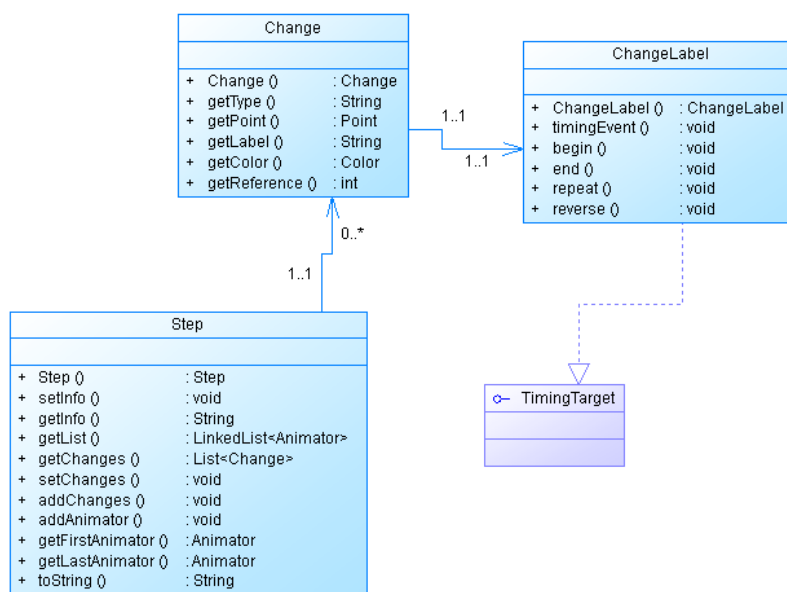 Change
+ Change () : Change
+ getType () : String
+ getPoint () : Point
+ getLabel () : String
+ getColor () : Color
+ getReference () : int
ChangeLabel
+ ChangeLabel () : ChangeLabel
+ timingEvent () : void
+ begin () : void
+ end () : void
+ repeat () : void
+ reverse () : void
1..1
1..1
0..*
1..1
Step
+ Step () : Step
+ setInfo () : void
+ getInfo () : String
+ getList () : LinkedList<Animator>
+ getChanges () : List<Change>
+ setChanges () : void
+ addChanges () : void
+ addAnimator () : void
+ getFirstAnimator () : Animator
+ getLastAnimator () : Animator
+ toString () : String
TimingTarget